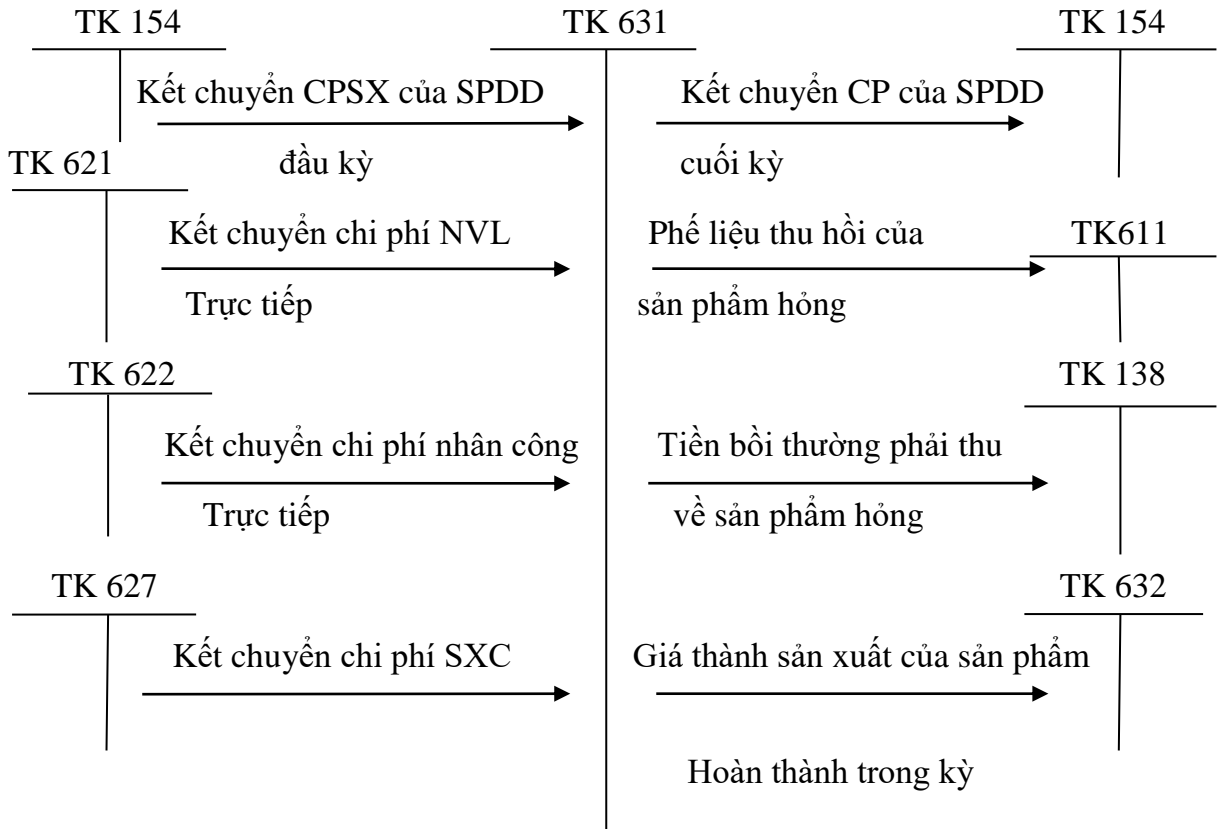 TK 154 TK 631 TK 154
Kết chuyển CPSX của SPDD Kết chuyển CP của SPDD
TK 621 đầu kỳ cuối kỳ
Kết chuyển chi phí NVL Phế liệu thu hồi của TK611
Trực tiếp sản phẩm hỏng
TK 622 TK 138
Kết chuyển chi phí nhân công Tiền bồi thường phải thu
Trực tiếp về sản phẩm hỏng
TK 627 TK 632
Kết chuyển chi phí SXC Giá thành sản xuất của sản phẩm
Hoàn thành trong kỳ